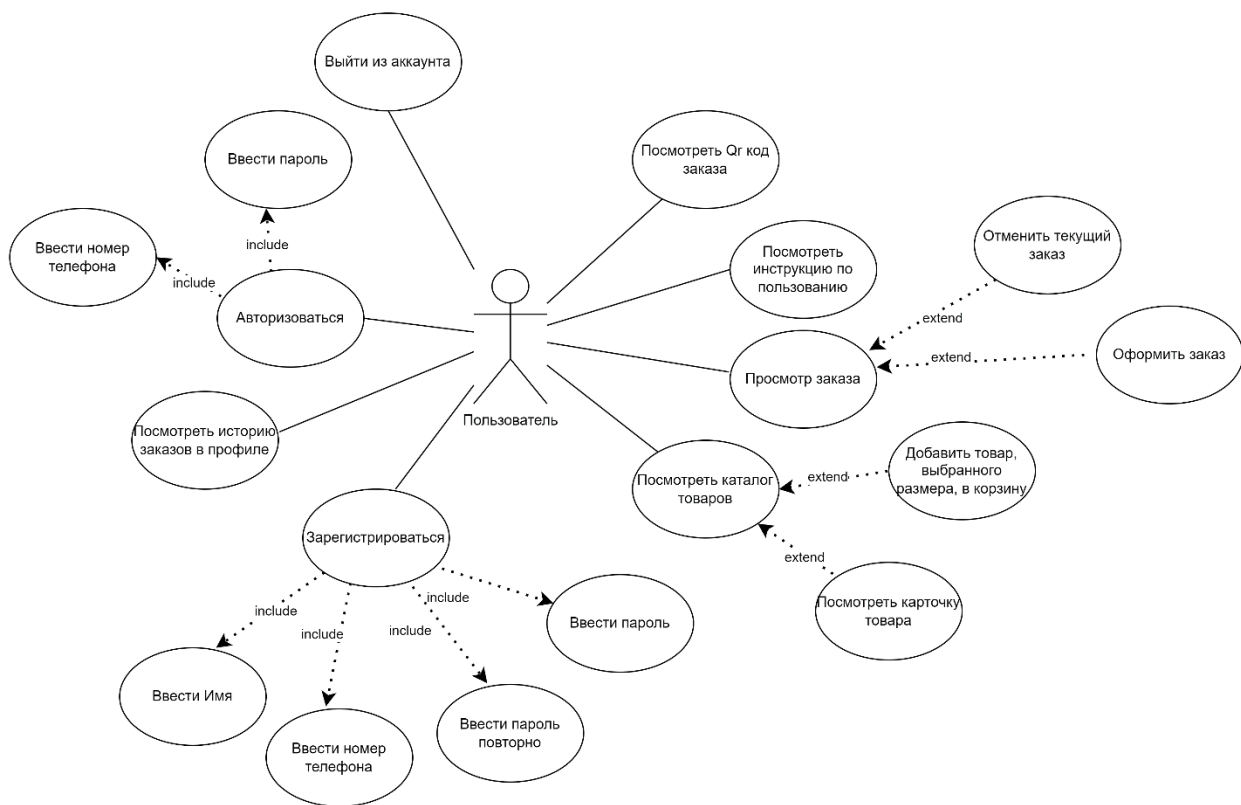 Выйти из аккаунта
Ввести пароль
Посмотреть Qr код
заказа
Ввести номер
телефона
include
include
Отменить текущий
заказ
Посмотреть
инструкцию по
пользованию
Авторизоваться
extend
extend
Оформить заказ
Просмотр заказа
Пользователь
Посмотреть историю
заказов в профиле
Посмотреть каталог
товаров
extend
Добавить товар,
выбранного
размера, в корзину
Зарегистрироваться
extend
Посмотреть карточку
товара
include
include
include
include
Ввести пароль
Ввести Имя
Ввести номер
телефона
Ввести пароль
повторно